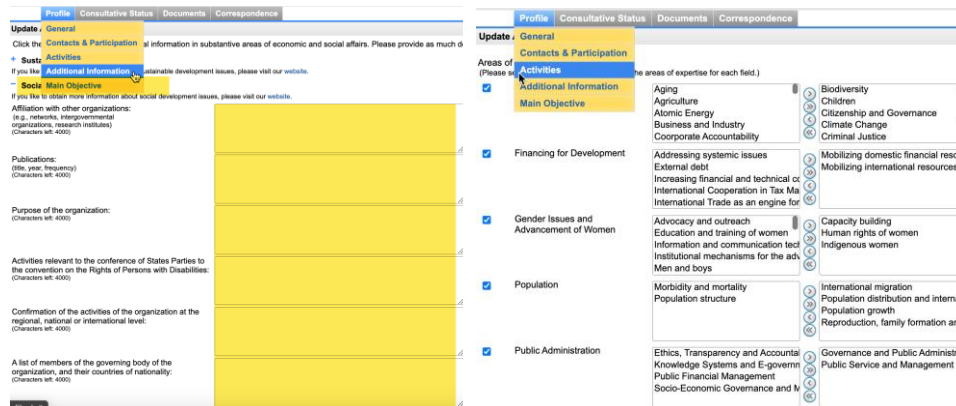 Profile Consultative Status Documents Correspondence
Update
General
Contacts & Participation
Activities
Additional Information
Main Objective
Click the
al information in substantive areas of economic and social affairs. Please provide as much d
+ Susta
If you like
ustainable development issues, please visit our website.
− Socia
If you like to obtain more information about social development issues, please visit our website.
Affiliation with other organizations:
(e.g., networks, intergovernmental
organizations, research institutes)
(Characters left: 4000)
Publications:
(title, year, frequency)
(Characters left: 4000)
Purpose of the organization:
(Characters left: 4000)
Activities relevant to the conference of States Parties to
the convention on the Rights of Persons with Disabilities:
(Characters left: 4000)
Confirmation of the activities of the organization at the
regional, national or international level:
(Characters left: 4000)
A list of members of the governing body of the
organization, and their countries of nationality:
(Characters left: 4000)
Profile Consultative Status Documents Correspondence
Update
General
Contacts & Participation
Activities
Additional Information
Main Objective
Areas of
(Please se
he areas of expertise for each field.)
Aging
Agriculture
Atomic Energy
Business and Industry
Coorporate Accountability
Biodiversity
Children
Citizenship and Governance
Climate Change
Criminal Justice
Financing for Development
Addressing systemic issues
External debt
Increasing financial and technical co
International Cooperation in Tax Ma
International Trade as an engine for
Mobilizing domestic financial reso
Mobilizing international resources
Gender Issues and
Advancement of Women
Advocacy and outreach
Education and training of women
Information and communication tech
Institutional mechanisms for the adv
Men and boys
Capacity building
Human rights of women
Indigenous women
Population
Morbidity and mortality
Population structure
International migration
Population distribution and intern
Population growth
Reproduction, family formation an
Public Administration
Ethics, Transparency and Accountal
Knowledge Systems and E-governm
Public Financial Management
Socio-Economic Governance and M
Governance and Public Administr
Public Service and Management